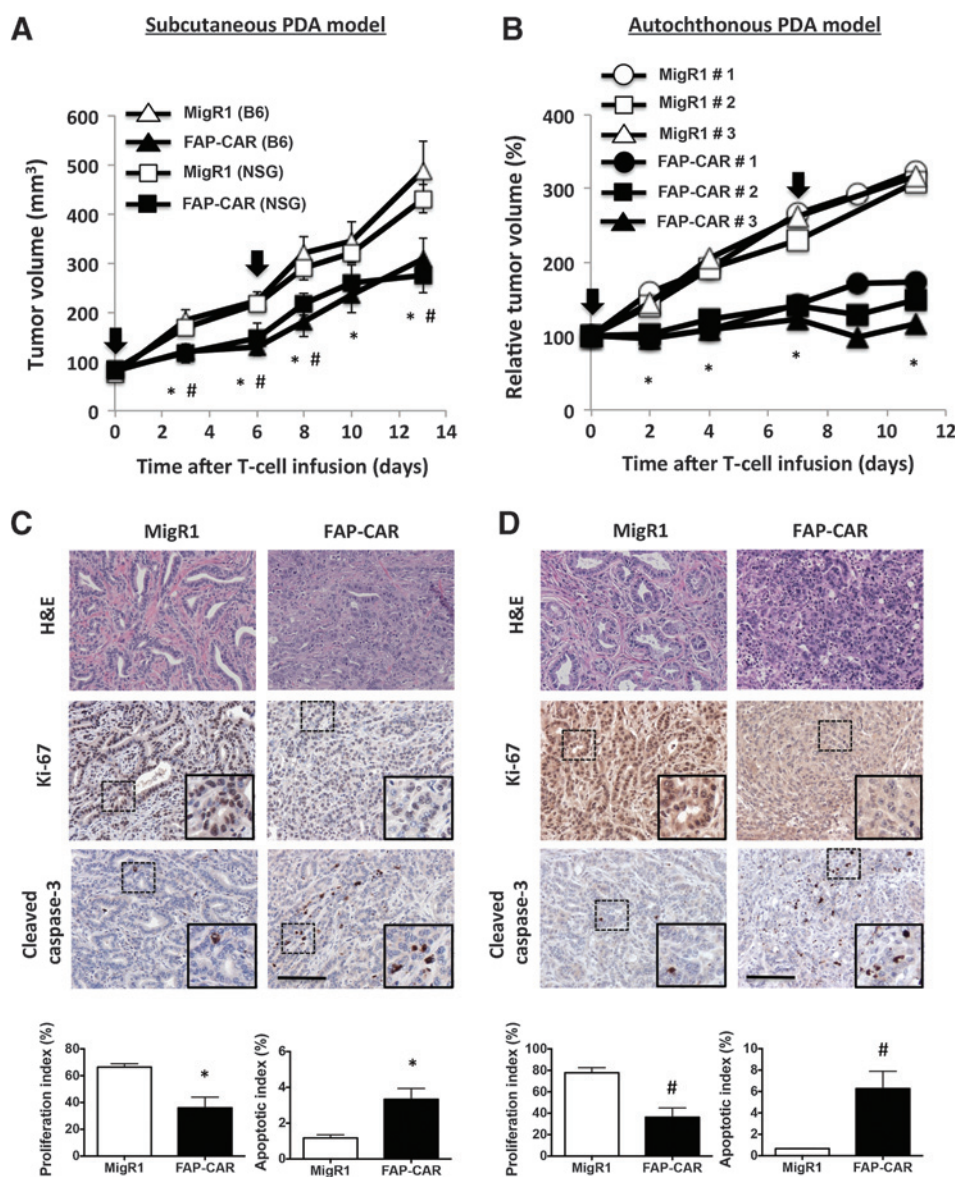 A
Subcutaneous PDA model
MigR1 (B6)
FAP-CAR (B6)
MigR1 (NSG)
FAP-CAR (NSG)
Tumor volume (mm³)
600
500
400
300
200
100
0
* # * # * # * * #
0 2 4 6 8 10 12 14
Time after T-cell infusion (days)
B
Autochthonous PDA model
MigR1 # 1
MigR1 # 2
MigR1 # 3
FAP-CAR # 1
FAP-CAR # 2
FAP-CAR # 3
Relative tumor volume (%)
400
300
200
100
0
* * * *
0 2 4 6 8 10 12
Time after T-cell infusion (days)
C
MigR1 FAP-CAR
H&E
Ki-67
Cleaved
caspase-3
Proliferation index (%)
80
60
40
20
0
*
MigR1 FAP-CAR
Apoptotic index (%)
6
4
2
0
*
MigR1 FAP-CAR
D
MigR1 FAP-CAR
H&E
Ki-67
Cleaved
caspase-3
Proliferation index (%)
100
80
60
40
20
0
#
MigR1 FAP-CAR
Apoptotic index (%)
10
8
6
4
2
0
#
MigR1 FAP-CAR